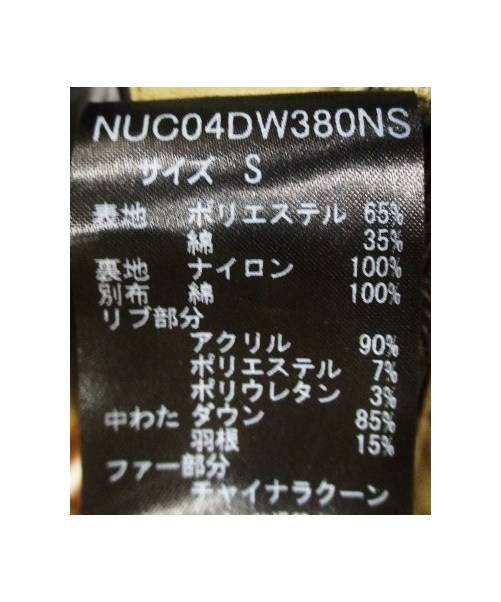 NUC04DW380NS
サイズ S
表地 ポリエステル 65%
綿 35%
裏地 ナイロン 100%
別布 綿 100%
リブ部分
アクリル 90%
ポリエステル 7%
ポリウレタン 3%
中わた ダウン 85%
羽根 15%
ファー部分
チャイナラクーン